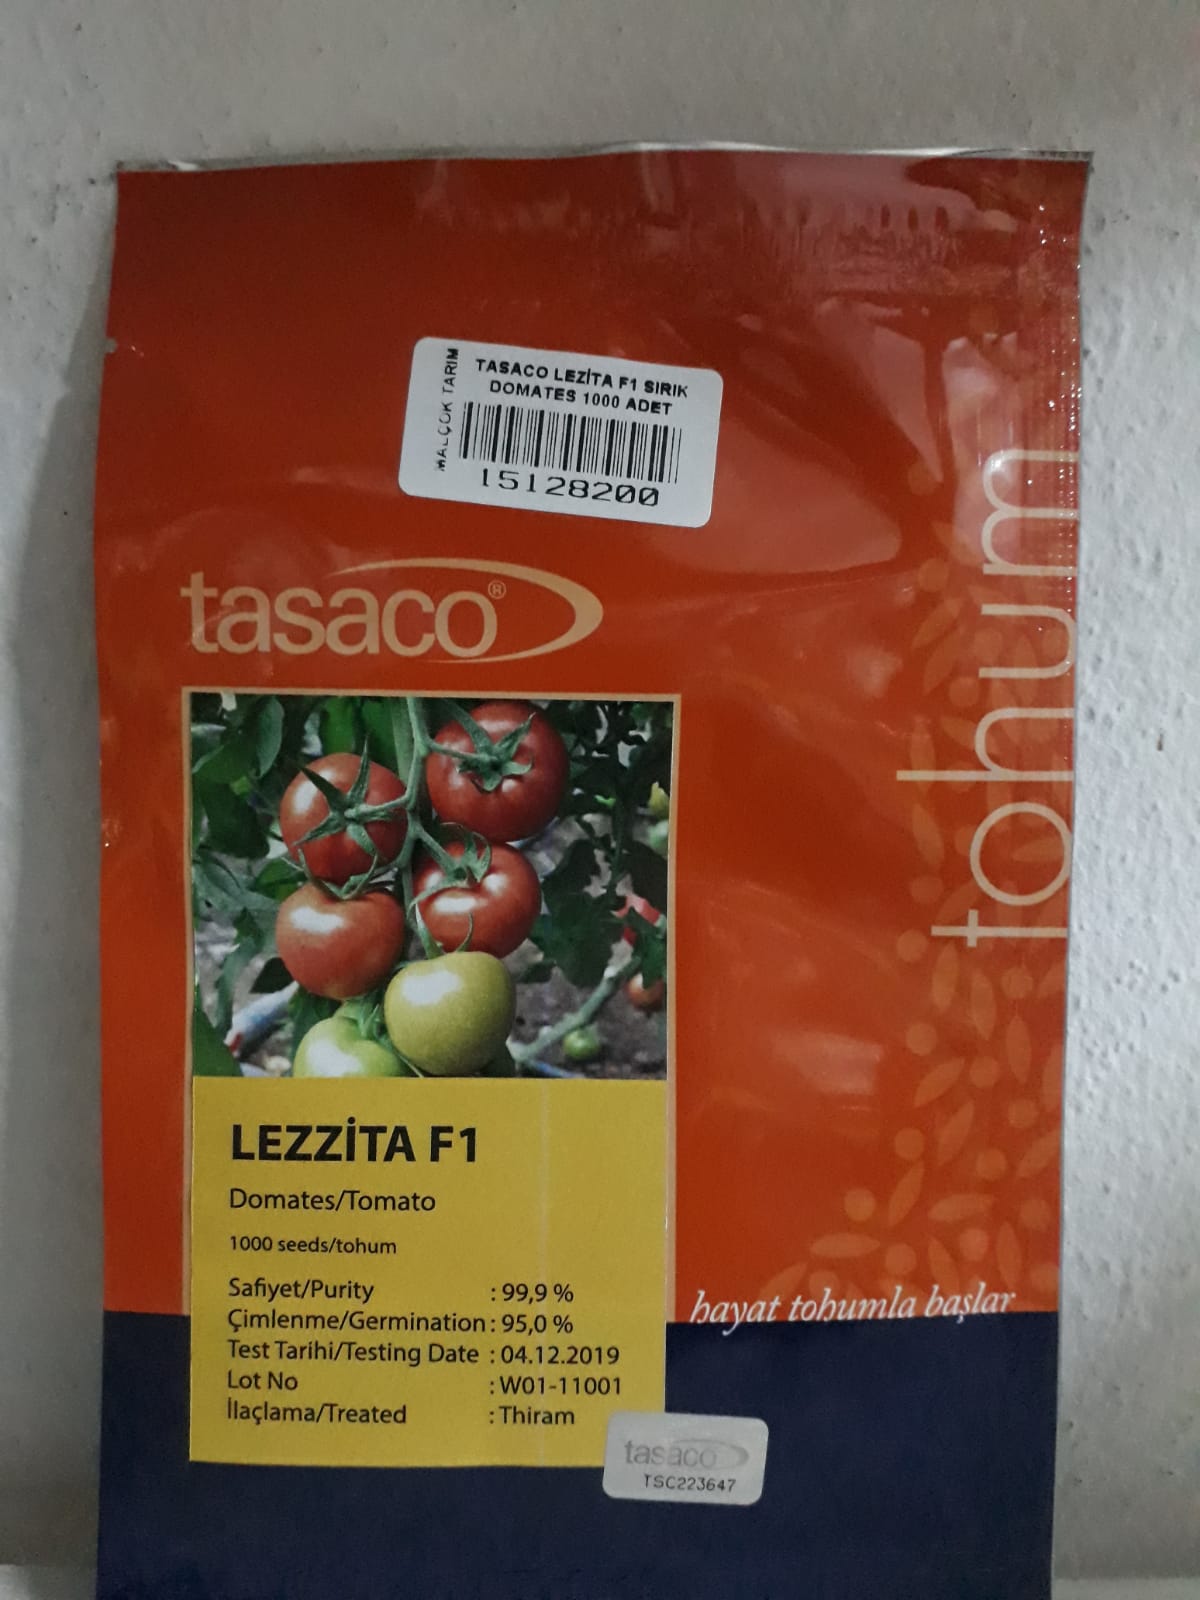 MALÇOK TARIM
TASACO LEZİTA F1 SIRIK
DOMATES 1000 ADET
15128200
tasaco®
tohum
LEZZİTA F1
Domates/Tomato
1000 seeds/tohum
Safiyet/Purity : 99,9 %
Çimlenme/Germination : 95,0 %
Test Tarihi/Testing Date : 04.12.2019
Lot No : W01-11001
İlaçlama/Treated : Thiram
hayat tohumla başlar
tasaco
TSC223647